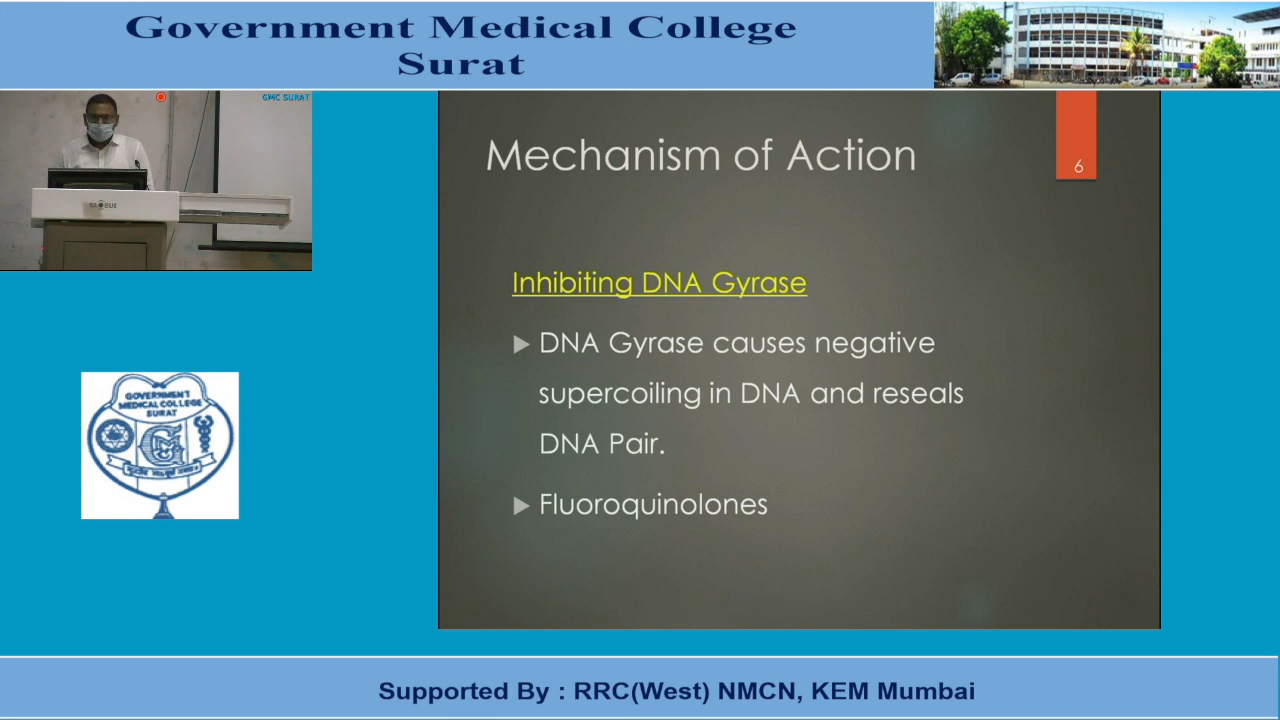 Government Medical College
Surat
GMC SURAT
GLOBUS
Mechanism of Action
6
Inhibiting DNA Gyrase
DNA Gyrase causes negative
supercoiling in DNA and reseals
DNA Pair.
Fluoroquinolones
GOVERNMENT
MEDICAL COLLEGE
SURAT
Supported By : RRC(West) NMCN, KEM Mumbai